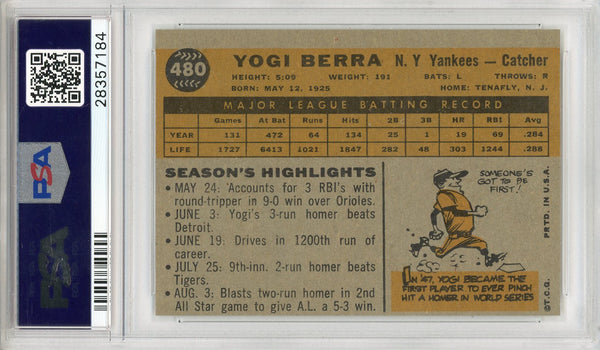 28357184
PSA
PSA
480
YOGI BERRA N. Y Yankees — Catcher
HEIGHT: 5:09 WEIGHT: 191 BATS: L THROWS: R
BORN: MAY 12, 1925 HOME: TENAFLY, N. J.
MAJOR LEAGUE BATTING RECORD
Games At Bat Runs Hits 2B 3B HR RBI Avg.
YEAR 131 472 64 134 25 1 19 69 .284
LIFE 1727 6413 1021 1847 282 48 303 1244 .288
SEASON'S HIGHLIGHTS
• MAY 24: Accounts for 3 RBI's with
round-tripper in 9-0 win over Orioles.
• JUNE 3: Yogi's 3-run homer beats
Detroit.
• JUNE 19: Drives in 1200th run of
career.
• JULY 25: 9th-inn. 2-run homer beats
Tigers.
• AUG. 3: Blasts two-run homer in 2nd
All Star game to give A.L. a 5-3 win.
SOMEONE'S
GOT TO BE
FIRST!
IN '47, YOGI BECAME THE
FIRST PLAYER TO EVER PINCH
HIT A HOMER IN WORLD SERIES
PRTD. IN U.S.A.
©T.C.G.